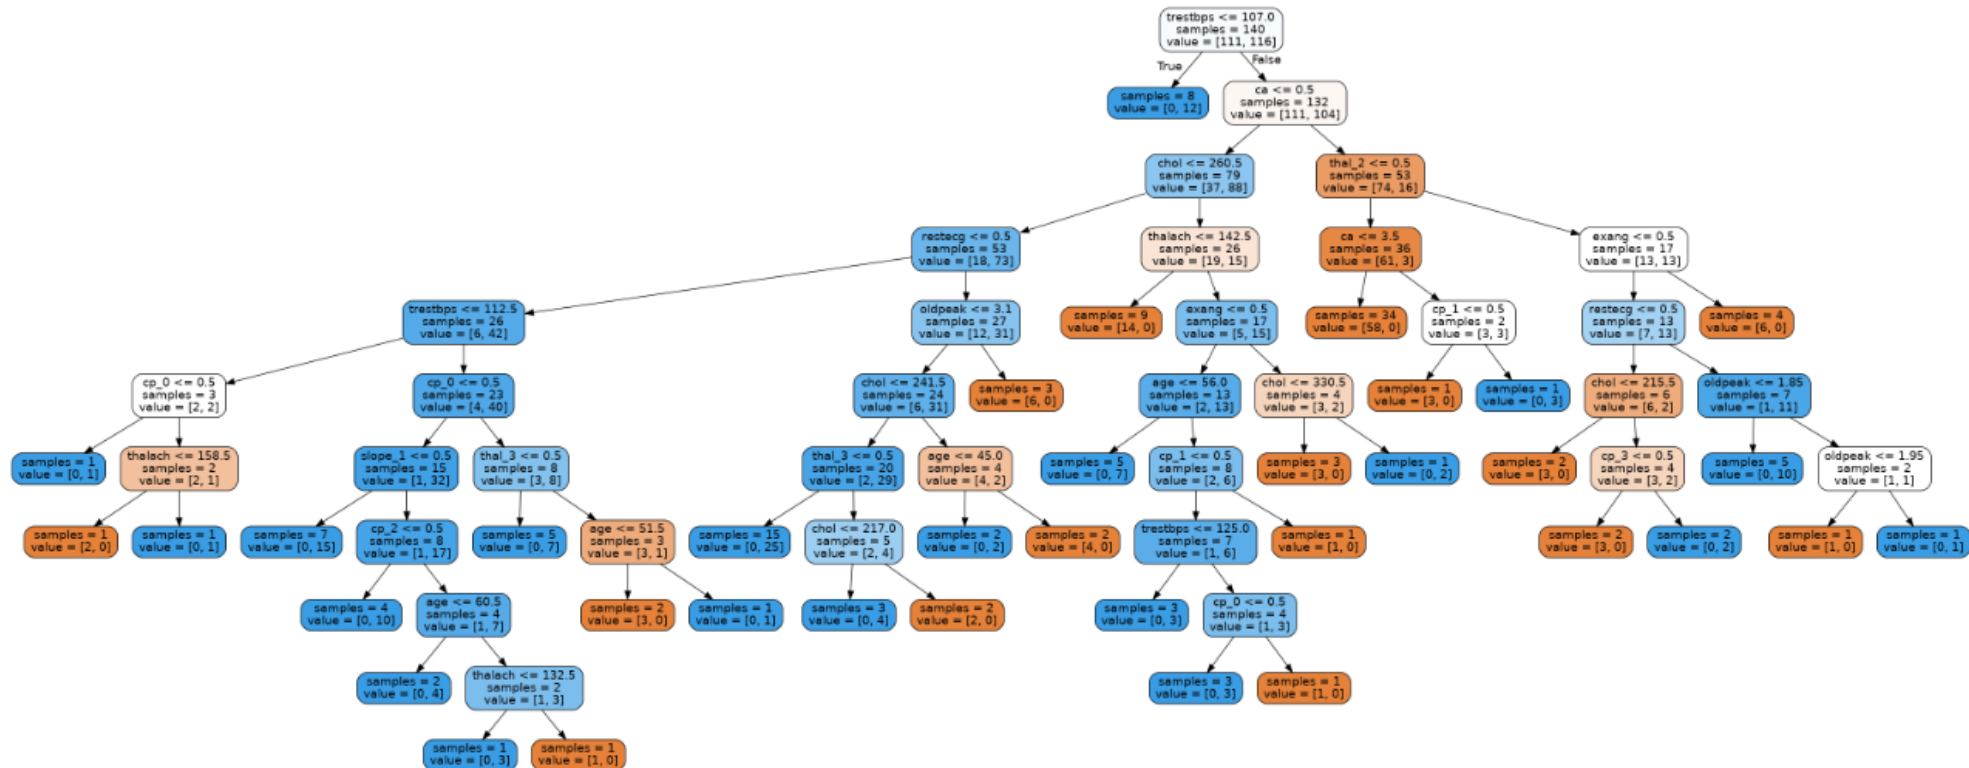 trestbps <= 107.0
samples = 140
value = [111, 116]
True
False
samples = 8
value = [0, 12]
ca <= 0.5
samples = 132
value = [111, 104]
chol <= 260.5
samples = 79
value = [37, 88]
thal_2 <= 0.5
samples = 53
value = [74, 16]
restecg <= 0.5
samples = 53
value = [18, 73]
thalach <= 142.5
samples = 26
value = [19, 15]
ca <= 3.5
samples = 36
value = [61, 3]
exang <= 0.5
samples = 17
value = [13, 13]
trestbps <= 112.5
samples = 26
value = [6, 42]
oldpeak <= 3.1
samples = 27
value = [12, 31]
samples = 9
value = [14, 0]
exang <= 0.5
samples = 17
value = [5, 15]
samples = 34
value = [58, 0]
cp_1 <= 0.5
samples = 2
value = [3, 3]
restecg <= 0.5
samples = 13
value = [7, 13]
samples = 4
value = [6, 0]
cp_0 <= 0.5
samples = 3
value = [2, 2]
cp_0 <= 0.5
samples = 23
value = [4, 40]
chol <= 241.5
samples = 24
value = [6, 31]
samples = 3
value = [6, 0]
age <= 56.0
samples = 13
value = [2, 13]
chol <= 330.5
samples = 4
value = [3, 2]
samples = 1
value = [3, 0]
samples = 1
value = [0, 3]
chol <= 215.5
samples = 6
value = [6, 2]
oldpeak <= 1.85
samples = 7
value = [1, 11]
samples = 1
value = [0, 1]
thalach <= 158.5
samples = 2
value = [2, 1]
slope_1 <= 0.5
samples = 15
value = [1, 32]
thal_3 <= 0.5
samples = 8
value = [3, 8]
thal_3 <= 0.5
samples = 20
value = [2, 29]
age <= 45.0
samples = 4
value = [4, 2]
samples = 5
value = [0, 7]
cp_1 <= 0.5
samples = 8
value = [2, 6]
samples = 3
value = [3, 0]
samples = 1
value = [0, 2]
samples = 2
value = [3, 0]
cp_3 <= 0.5
samples = 4
value = [3, 2]
samples = 5
value = [0, 10]
oldpeak <= 1.95
samples = 2
value = [1, 1]
samples = 1
value = [2, 0]
samples = 1
value = [0, 1]
samples = 7
value = [0, 15]
cp_2 <= 0.5
samples = 8
value = [1, 17]
samples = 5
value = [0, 7]
age <= 51.5
samples = 3
value = [3, 1]
samples = 15
value = [0, 25]
chol <= 217.0
samples = 5
value = [2, 4]
samples = 2
value = [0, 2]
samples = 2
value = [4, 0]
trestbps <= 125.0
samples = 7
value = [1, 6]
samples = 1
value = [1, 0]
samples = 2
value = [3, 0]
samples = 2
value = [0, 2]
samples = 1
value = [1, 0]
samples = 1
value = [0, 1]
samples = 4
value = [0, 10]
age <= 60.5
samples = 4
value = [1, 7]
samples = 2
value = [3, 0]
samples = 1
value = [0, 1]
samples = 3
value = [0, 4]
samples = 2
value = [2, 0]
samples = 3
value = [0, 3]
cp_0 <= 0.5
samples = 4
value = [1, 3]
samples = 2
value = [0, 4]
thalach <= 132.5
samples = 2
value = [1, 3]
samples = 3
value = [0, 3]
samples = 1
value = [1, 0]
samples = 1
value = [0, 3]
samples = 1
value = [1, 0]